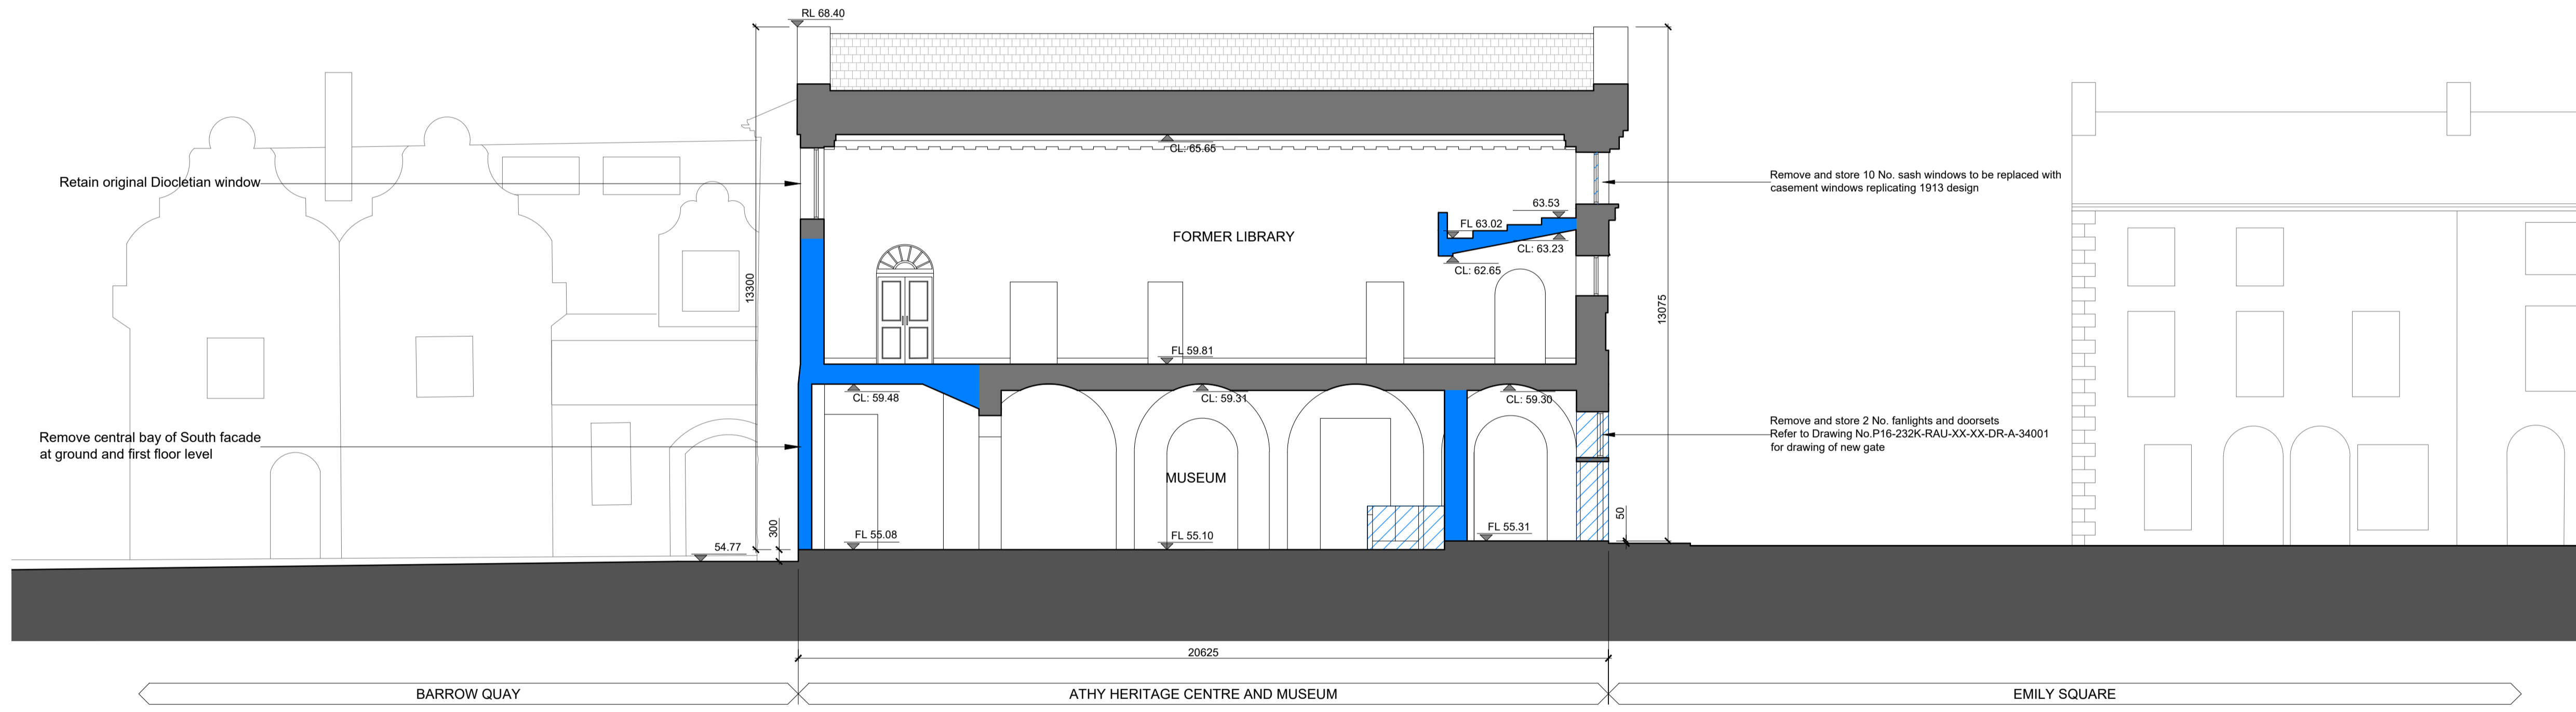 RL 68.40
CL: 65.65
Retain original Diocletian window
Remove and store 10 No. sash windows to be replaced with
casement windows replicating 1913 design
63.53
FL 63.02
FORMER LIBRARY
CL: 63.23
CL: 62.65
13300
13075
FL 59.81
CL: 59.48
CL: 59.31
CL: 59.30
Remove central bay of South facade
at ground and first floor level
Remove and store 2 No. fanlights and doorsets
Refer to Drawing No.P16-232K-RAU-XX-XX-DR-A-34001
for drawing of new gate
MUSEUM
300
50
54.77
FL 55.08
FL 55.10
FL 55.31
20625
BARROW QUAY
ATHY HERITAGE CENTRE AND MUSEUM
EMILY SQUARE